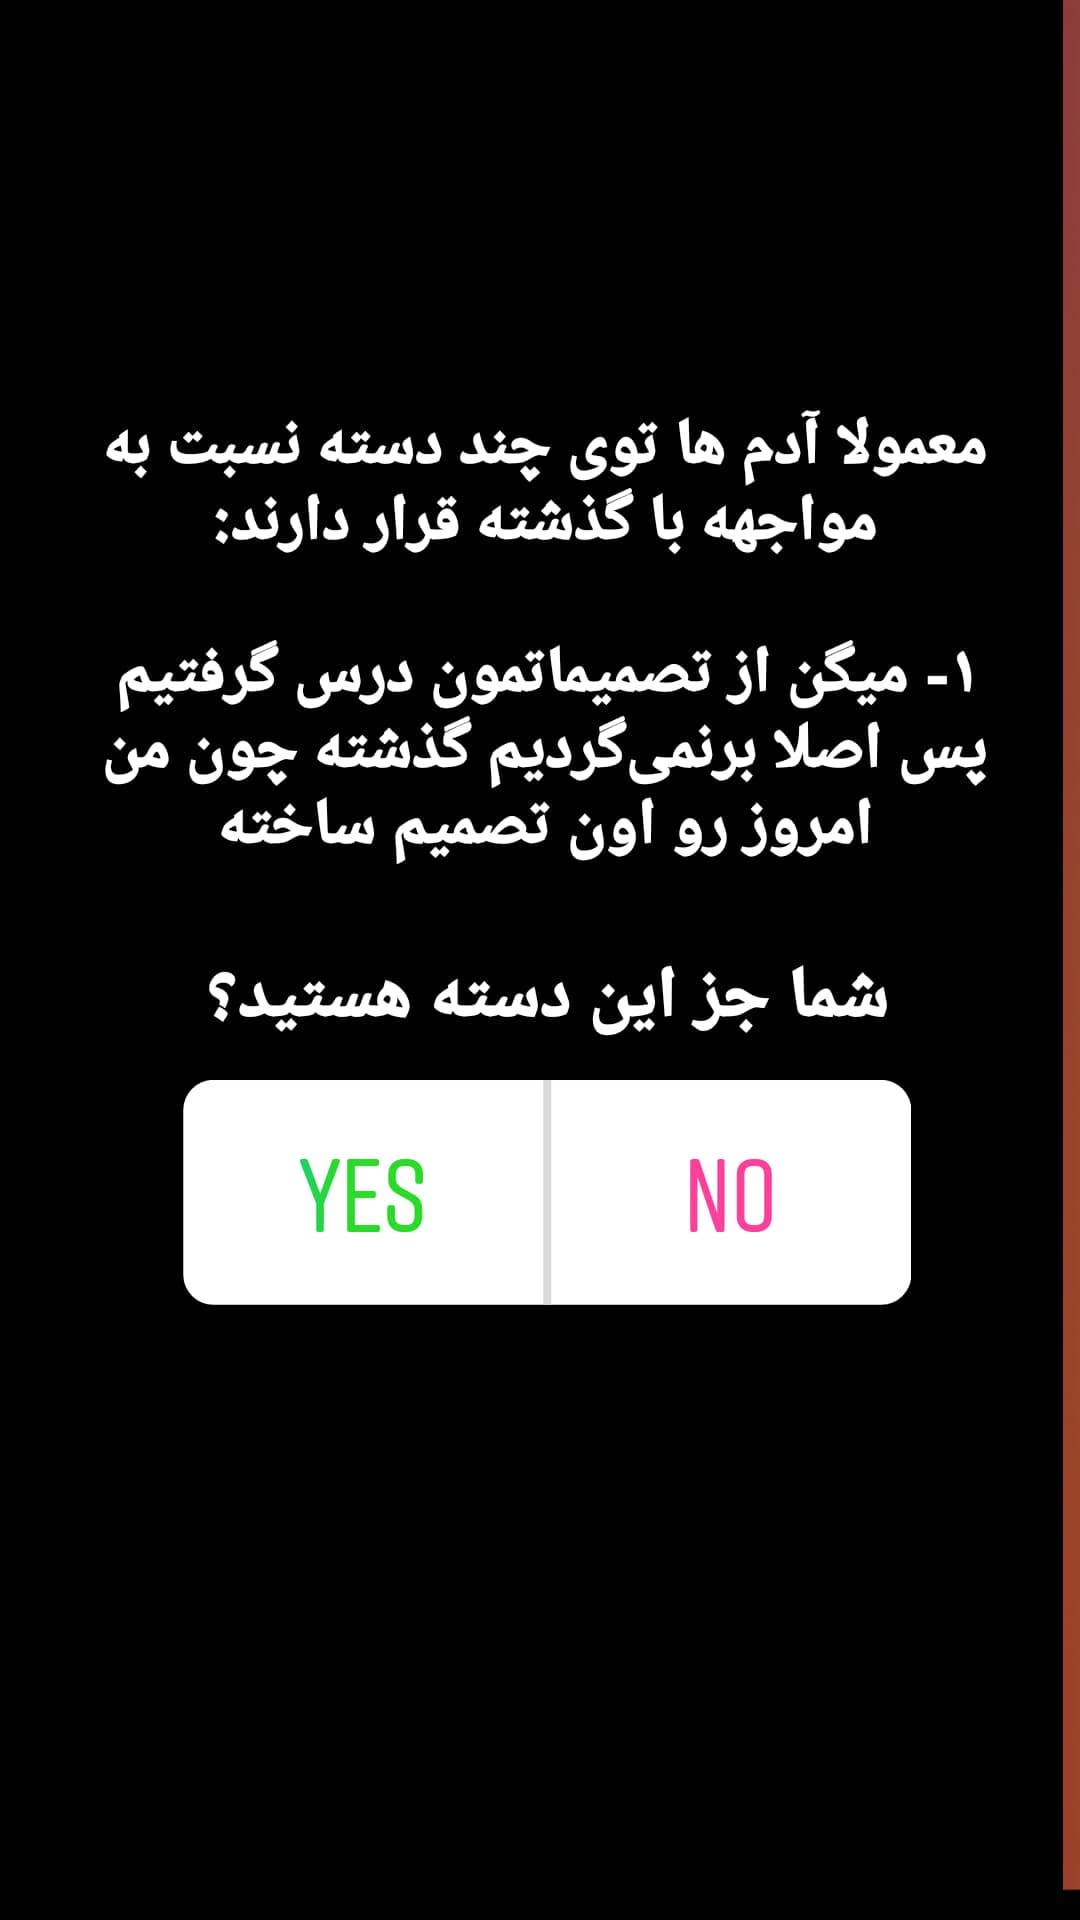 معمولا آدم ها توی چند دسته نسبت به
مواجهه با گذشته قرار دارند:
۱- میگن از تصمیماتمون درس گرفتیم
پس اصلا برنمی‌گردیم گذشته چون من
امروز رو اون تصمیم ساخته
شما جز این دسته هستید؟
YES NO